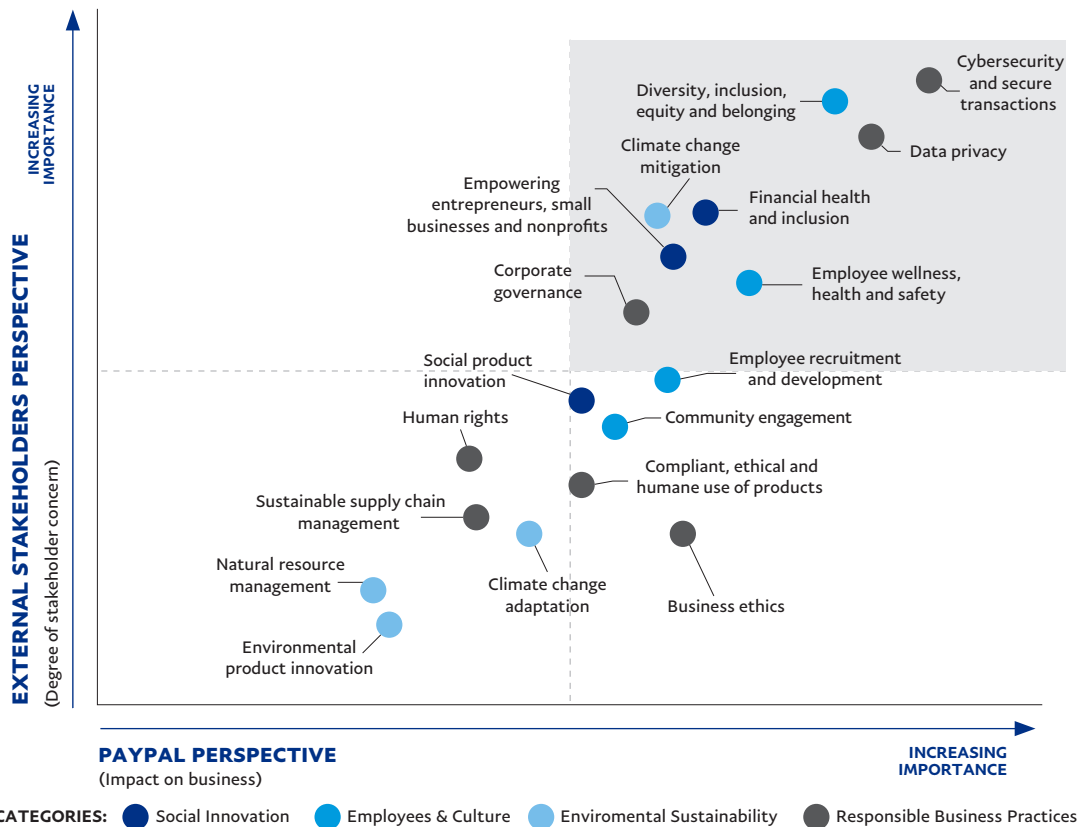 INCREASING
IMPORTANCE
EXTERNAL STAKEHOLDERS PERSPECTIVE
(Degree of stakeholder concern)
Cybersecurity
and secure
transactions
Diversity, inclusion,
equity and belonging
Data privacy
Climate change
mitigation
Empowering
entrepreneurs, small
businesses and nonprofits
Financial health
and inclusion
Corporate
governance
Employee wellness,
health and safety
Social product
innovation
Employee recruitment
and development
Human rights
Community engagement
Compliant, ethical and
humane use of products
Sustainable supply chain
management
Natural resource
management
Climate change
adaptation
Business ethics
Environmental
product innovation
PAYPAL PERSPECTIVE
(Impact on business)
INCREASING
IMPORTANCE
CATEGORIES: Social Innovation Employees & Culture Enviromental Sustainability Responsible Business Practices